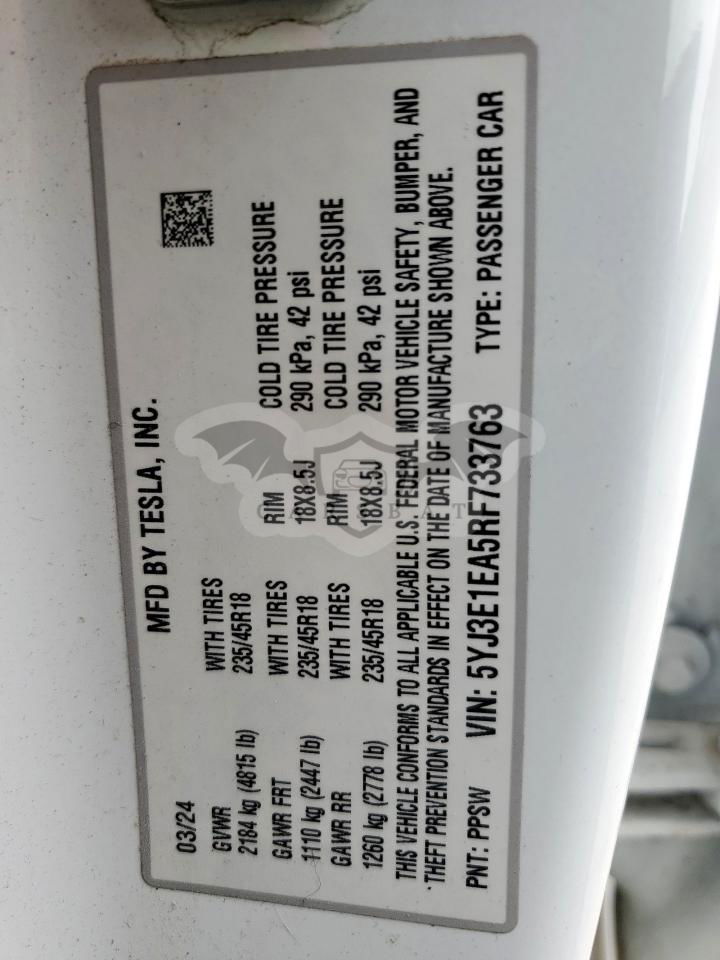 MFD BY TESLA, INC.
03/24
GVWR WITH TIRES
2184 kg (4815 lb) 235/45R18
GAWR FRT WITH TIRES RIM COLD TIRE PRESSURE
1110 kg (2447 lb) 235/45R18 18X8.5J 290 kPa, 42 psi
GAWR RR WITH TIRES RIM COLD TIRE PRESSURE
1260 kg (2778 lb) 235/45R18 18X8.5J 290 kPa, 42 psi
THIS VEHICLE CONFORMS TO ALL APPLICABLE U.S. FEDERAL MOTOR VEHICLE SAFETY, BUMPER, AND
THEFT PREVENTION STANDARDS IN EFFECT ON THE DATE OF MANUFACTURE SHOWN ABOVE.
PNT: PPSW VIN: 5YJ3E1EA5RF733763 TYPE: PASSENGER CAR